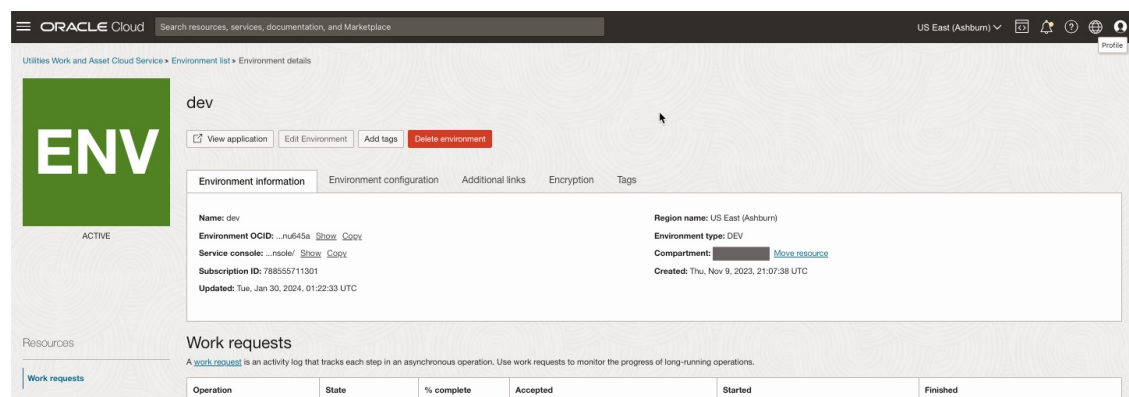 ORACLE Cloud Search resources, services, documentation, and Marketplace US East (Ashburn)
Profile
Utilities Work and Asset Cloud Service » Environment list » Environment details
ENV
ACTIVE
dev
View application Edit Environment Add tags Delete environment
Environment information Environment configuration Additional links Encryption Tags
Name: dev Region name: US East (Ashburn)
Environment OCID: ...nu645a Show Copy Environment type: DEV
Service console: ...nsole/ Show Copy Compartment: Move resource
Subscription ID: 788555711301 Created: Thu, Nov 9, 2023, 21:07:38 UTC
Updated: Tue, Jan 30, 2024, 01:22:33 UTC
Resources
Work requests
Work requests
A work request is an activity log that tracks each step in an asynchronous operation. Use work requests to monitor the progress of long-running operations.
Operation State % complete Accepted Started Finished